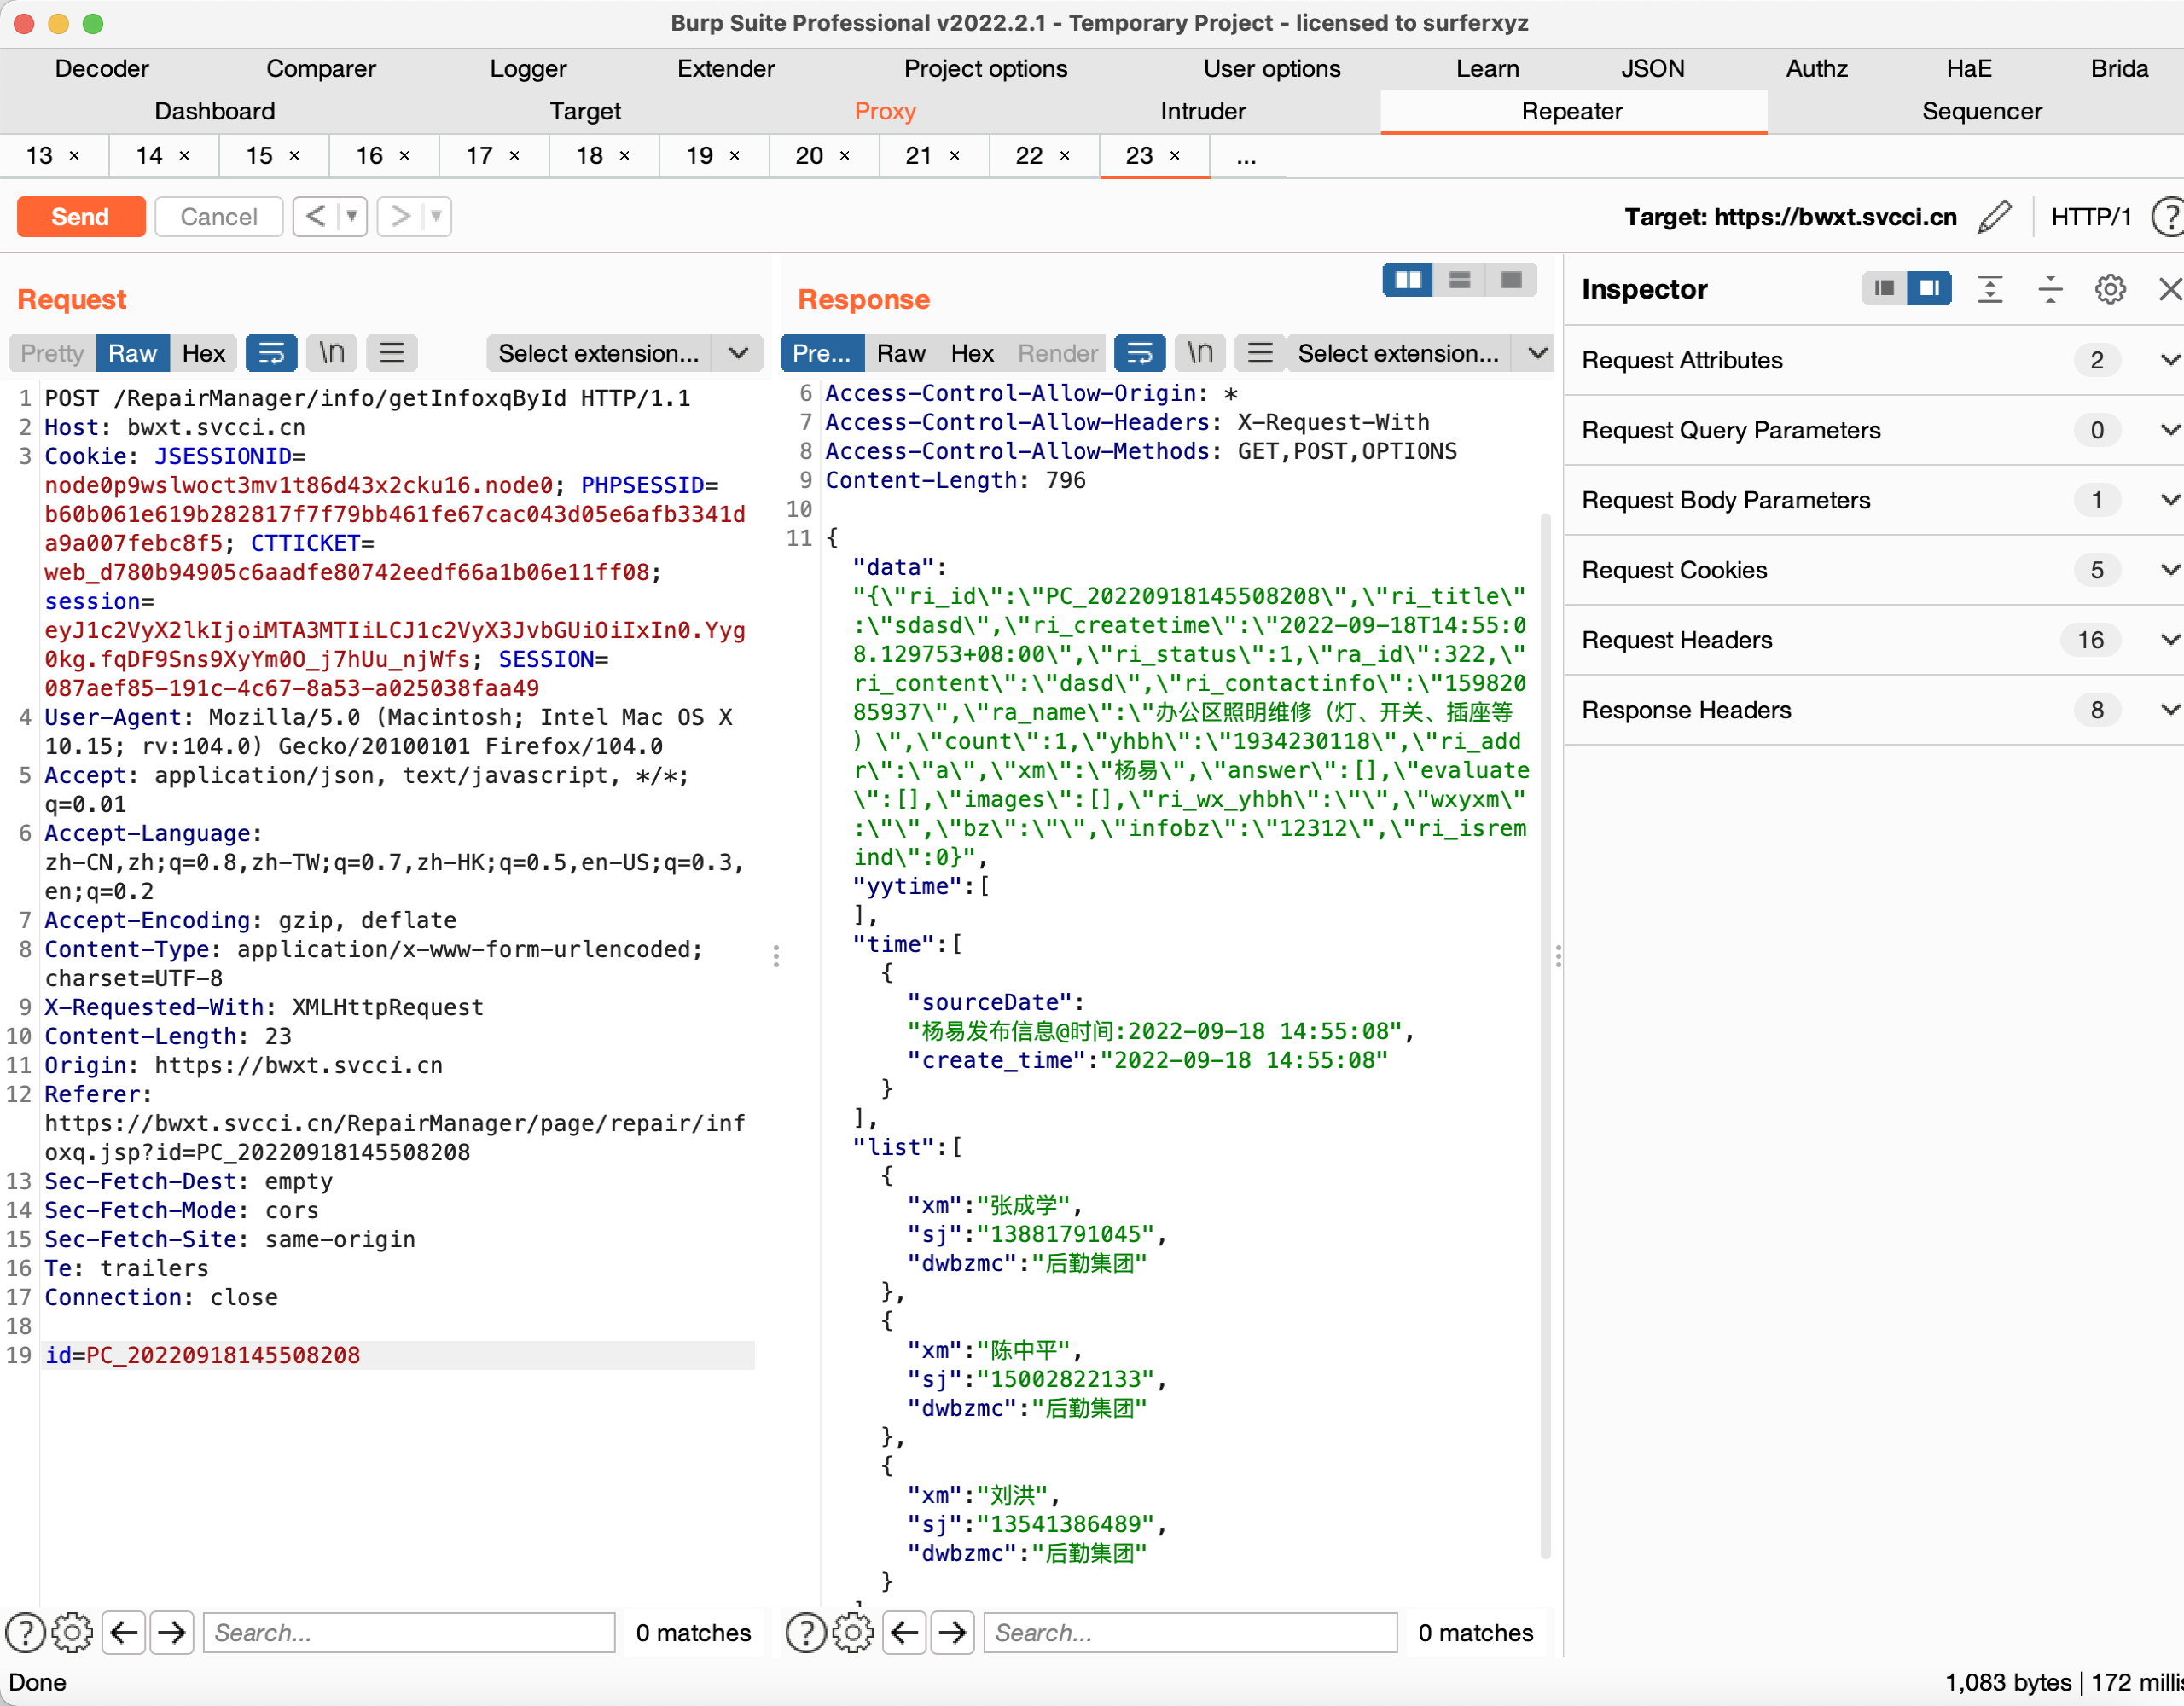 Burp Suite Professional v2022.2.1 - Temporary Project - licensed to surferxyz
Decoder Comparer Logger Extender Project options User options Learn JSON Authz HaE Brida
Dashboard Target Proxy Intruder Repeater Sequencer
13 × 14 × 15 × 16 × 17 × 18 × 19 × 20 × 21 × 22 × 23 × ...
Send Cancel < > Target: https://bwxt.svcci.cn HTTP/1 ?
Request
Pretty Raw Hex \n Select extension...
1 POST /RepairManager/info/getInfoxqById HTTP/1.1
2 Host: bwxt.svcci.cn
3 Cookie: JSESSIONID=
node0p9wslwoct3mv1t86d43x2cku16.node0; PHPSESSID=
b60b061e619b282817f7f79bb461fe67cac043d05e6afb3341d
a9a007febc8f5; CTTICKET=
web_d780b94905c6aadfe80742eedf66a1b06e11ff08;
session=
eyJ1c2VyX2lkIjoiMTA3MTIiLCJ1c2VyX3JvbGUiOiIxIn0.Yyg
0kg.fqDF9Sns9XyYm0O_j7hUu_njWfs; SESSION=
087aef85-191c-4c67-8a53-a025038faa49
4 User-Agent: Mozilla/5.0 (Macintosh; Intel Mac OS X
10.15; rv:104.0) Gecko/20100101 Firefox/104.0
5 Accept: application/json, text/javascript, */*;
q=0.01
6 Accept-Language:
zh-CN,zh;q=0.8,zh-TW;q=0.7,zh-HK;q=0.5,en-US;q=0.3,
en;q=0.2
7 Accept-Encoding: gzip, deflate
8 Content-Type: application/x-www-form-urlencoded;
charset=UTF-8
9 X-Requested-With: XMLHttpRequest
10 Content-Length: 23
11 Origin: https://bwxt.svcci.cn
12 Referer:
https://bwxt.svcci.cn/RepairManager/page/repair/inf
oxq.jsp?id=PC_20220918145508208
13 Sec-Fetch-Dest: empty
14 Sec-Fetch-Mode: cors
15 Sec-Fetch-Site: same-origin
16 Te: trailers
17 Connection: close
18
19 id=PC_20220918145508208
? Search... 0 matches
Response
Pre... Raw Hex Render \n Select extension...
6 Access-Control-Allow-Origin: *
7 Access-Control-Allow-Headers: X-Request-With
8 Access-Control-Allow-Methods: GET,POST,OPTIONS
9 Content-Length: 796
10
11 {
"data":
"{\"ri_id\":\"PC_20220918145508208\",\"ri_title\"
:\"sdasd\",\"ri_createtime\":\"2022-09-18T14:55:0
8.129753+08:00\",\"ri_status\":1,\"ra_id\":322,\"
ri_content\":\"dasd\",\"ri_contactinfo\":\"159820
85937\",\"ra_name\":\"办公区照明维修（灯、开关、插座等
）\",\"count\":1,\"yhbh\":\"1934230118\",\"ri_add
r\":\"a\",\"xm\":\"杨易\",\"answer\":[],\"evaluate
\":[],\"images\":[],\"ri_wx_yhbh\":\"\",\"wxyxm\"
:\"\",\"bz\":\"\",\"infobz\":\"12312\",\"ri_isrem
ind\":0}",
"yytime":[
],
"time":[
{
"sourceDate":
"杨易发布信息@时间:2022-09-18 14:55:08",
"create_time":"2022-09-18 14:55:08"
}
],
"list":[
{
"xm":"张成学",
"sj":"13881791045",
"dwbzmc":"后勤集团"
},
{
"xm":"陈中平",
"sj":"15002822133",
"dwbzmc":"后勤集团"
},
{
"xm":"刘洪",
"sj":"13541386489",
"dwbzmc":"后勤集团"
}
? Search... 0 matches
Inspector
Request Attributes 2
Request Query Parameters 0
Request Body Parameters 1
Request Cookies 5
Request Headers 16
Response Headers 8
Done
1,083 bytes | 172 milli